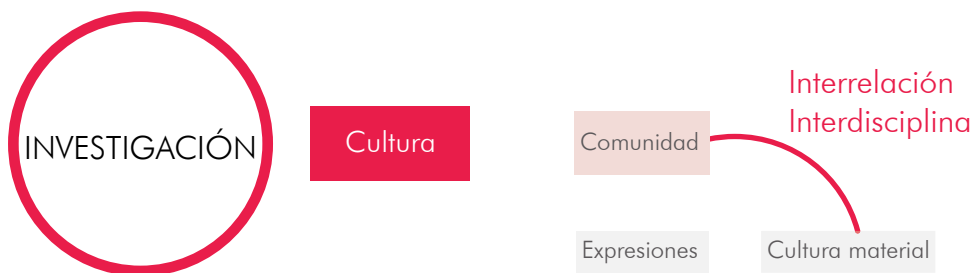 INVESTIGACIÓN
Cultura
Comunidad
Interrelación
Interdisciplina
Expresiones
Cultura material